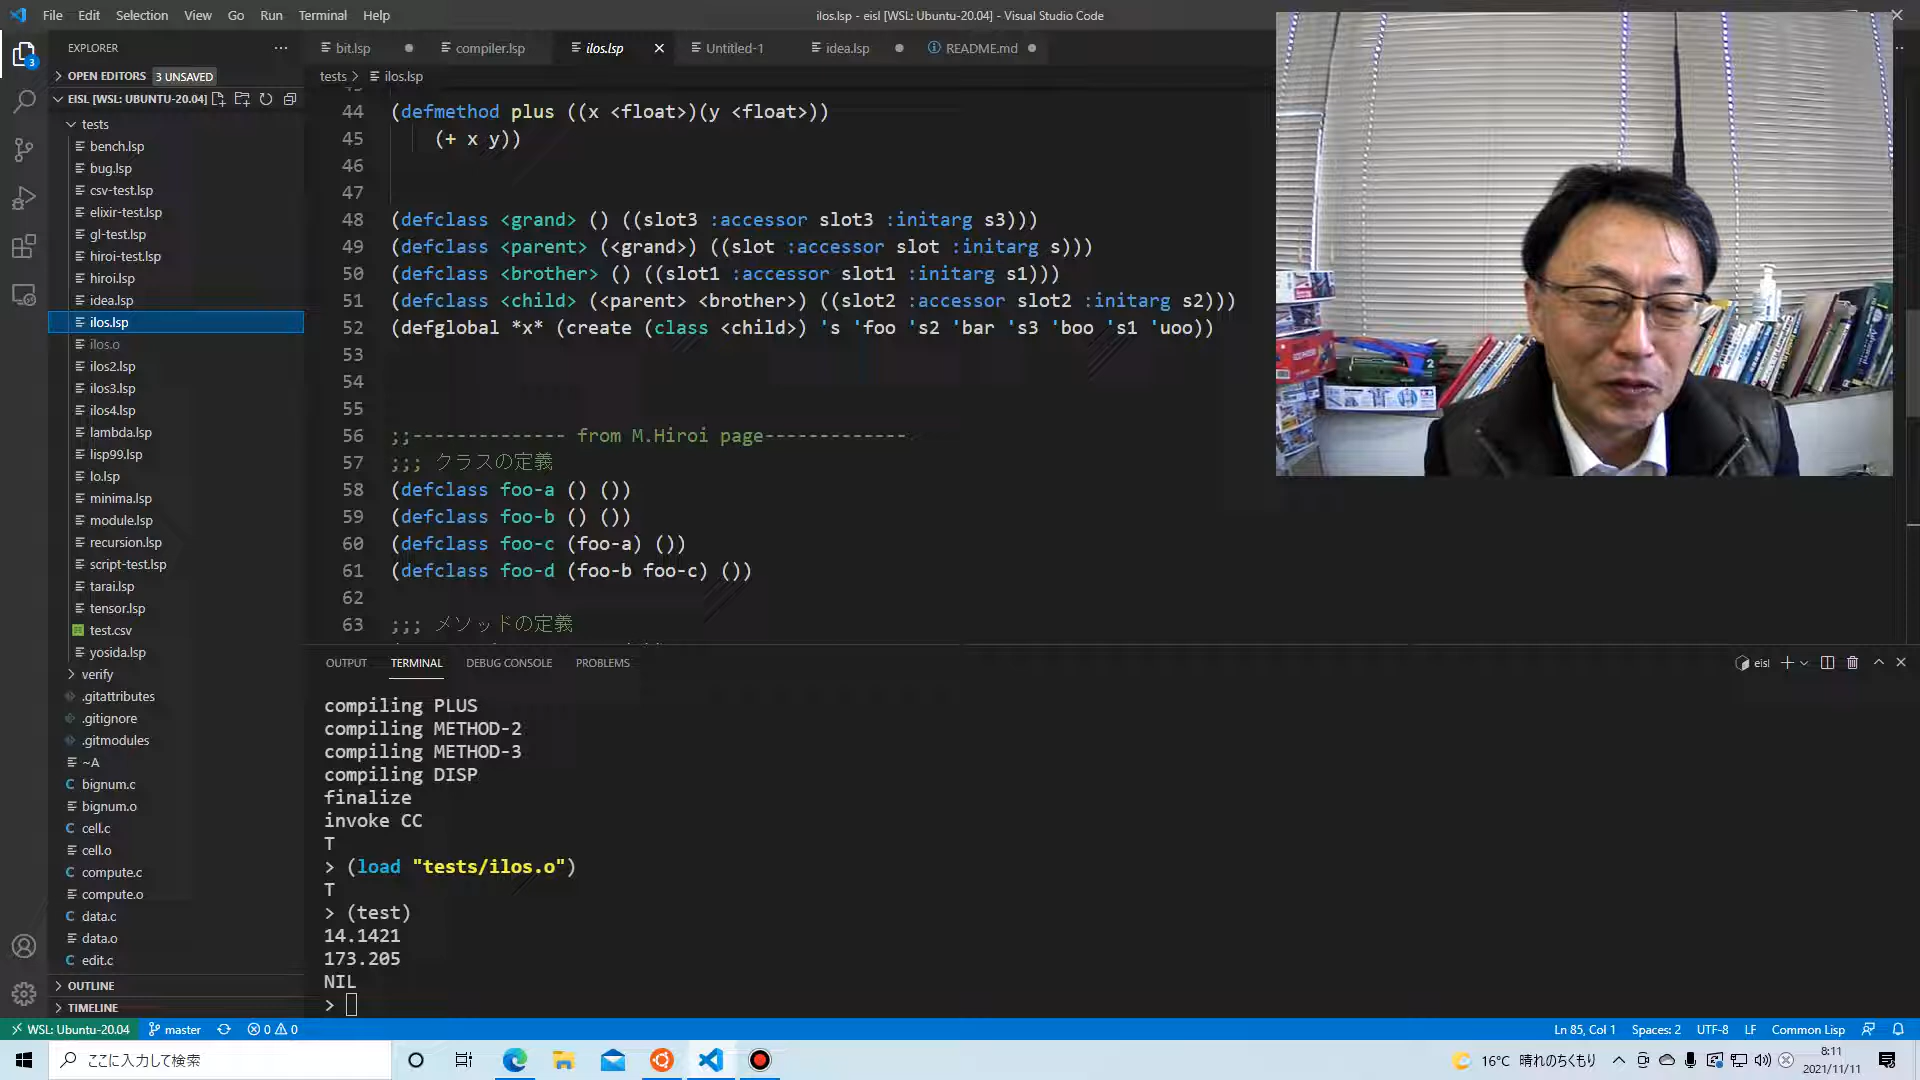 File Edit Selection View Go Run Terminal Help
ilos.lsp - eisl [WSL: Ubuntu-20.04] - Visual Studio Code
EXPLORER
bit.lsp
compiler.lsp
ilos.lsp
Untitled-1
idea.lsp
README.md
OPEN EDITORS 3 UNSAVED
tests > ilos.lsp
EISL [WSL: UBUNTU-20.04]
tests
bench.lsp
bug.lsp
csv-test.lsp
elixir-test.lsp
gl-test.lsp
hiroi-test.lsp
hiroi.lsp
idea.lsp
ilos.lsp
ilos.o
ilos2.lsp
ilos3.lsp
ilos4.lsp
lambda.lsp
lisp99.lsp
lo.lsp
minima.lsp
module.lsp
recursion.lsp
script-test.lsp
tarai.lsp
tensor.lsp
test.csv
yosida.lsp
verify
.gitattributes
.gitignore
.gitmodules
~A
bignum.c
bignum.o
cell.c
cell.o
compute.c
compute.o
data.c
data.o
edit.c
OUTLINE
TIMELINE
44 (defmethod plus ((x <float>)(y <float>))
45 (+ x y))
46
47
48 (defclass <grand> () ((slot3 :accessor slot3 :initarg s3)))
49 (defclass <parent> (<grand>) ((slot :accessor slot :initarg s)))
50 (defclass <brother> () ((slot1 :accessor slot1 :initarg s1)))
51 (defclass <child> (<parent> <brother>) ((slot2 :accessor slot2 :initarg s2)))
52 (defglobal *x* (create (class <child>) 's 'foo 's2 'bar 's3 'boo 's1 'uoo))
53
54
55
56 ;;-------------- from M.Hiroi page-------------
57 ;;; クラスの定義
58 (defclass foo-a () ())
59 (defclass foo-b () ())
60 (defclass foo-c (foo-a) ())
61 (defclass foo-d (foo-b foo-c) ())
62
63 ;;; メソッドの定義
OUTPUT TERMINAL DEBUG CONSOLE PROBLEMS
eisl
compiling PLUS
compiling METHOD-2
compiling METHOD-3
compiling DISP
finalize
invoke CC
T
> (load "tests/ilos.o")
T
> (test)
14.1421
173.205
NIL
>
WSL: Ubuntu-20.04 master 0 0
Ln 85, Col 1 Spaces: 2 UTF-8 LF Common Lisp
ここに入力して検索
16°C 晴れのちくもり
8:11
2021/11/11